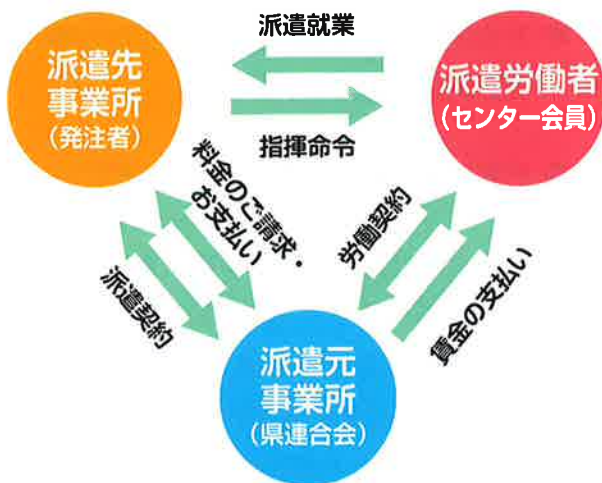 派遣就業
派遣先
事業所
(発注者)
派遣労働者
(センター会員)
指揮命令
料金のご請求・
お支払い
派遣契約
労働契約
賃金の支払い
派遣元
事業所
(県連合会)